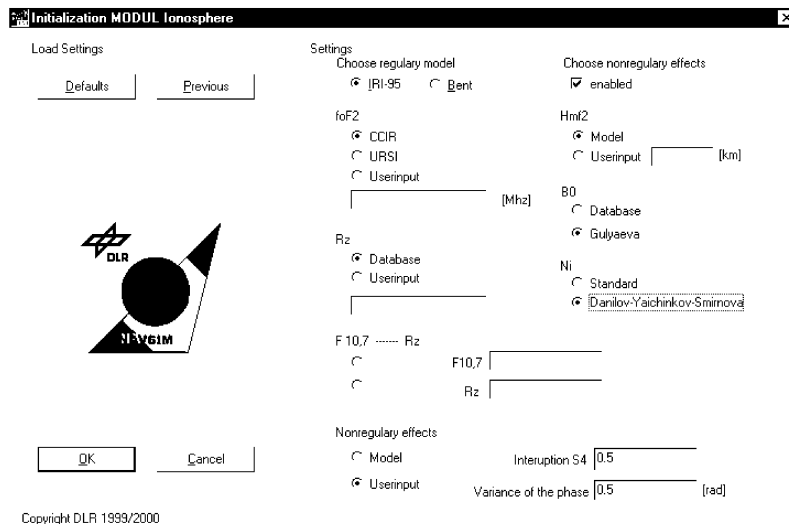 Initialization MODUL Ionosphere
Load Settings
Defaults
Previous
Settings
Choose regulary model
IRI-95
Bent
Choose nonregulary effects
enabled
foF2
CCIR
URSI
Userinput
[Mhz]
Hmf2
Model
Userinput
[km]
B0
Database
Gulyaeva
Rz
Database
Userinput
Ni
Standard
Danilov-Yaichinkov-Smirnova
F 10,7 ------ Rz
F10,7
Rz
DLR
Nonregulary effects
Model
Userinput
Interuption S4 0.5
Variance of the phase 0.5 [rad]
OK
Cancel
Copyright DLR 1999/2000